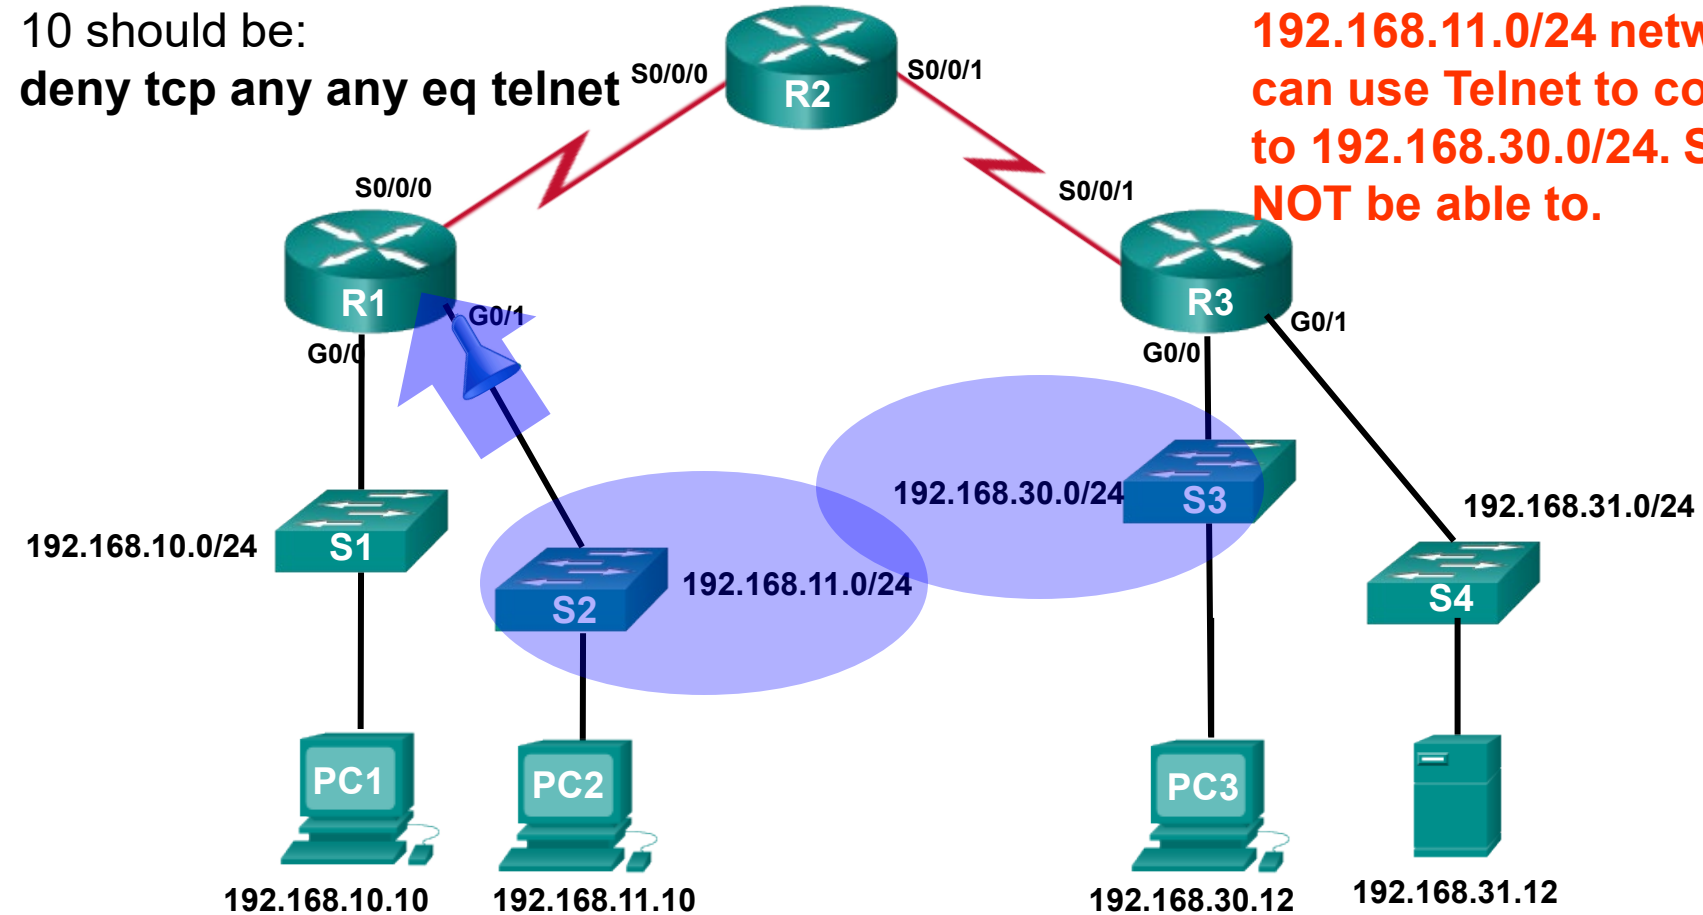 10 should be:
deny tcp any any eq telnet
192.168.11.0/24
can use Telnet to
to 192.168.30.0/24.
NOT be able to.
S0/0/0
R2
S0/0/1
S0/0/0
S0/0/1
R1
G0/1
G0/0
R3
G0/1
G0/0
192.168.10.0/24
S1
S2
192.168.11.0/24
192.168.30.0/24
S3
192.168.31.0/24
S4
PC1
PC2
PC3
192.168.10.10
192.168.11.10
192.168.30.12
192.168.31.12